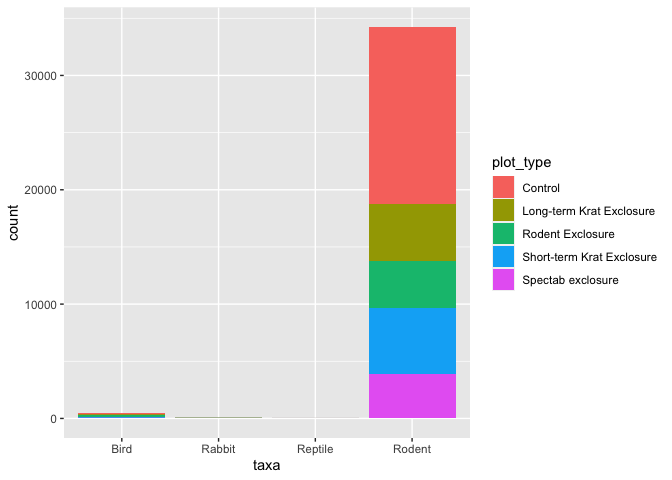 30000
20000
10000
0
count
Bird
Rabbit
Reptile
Rodent
taxa
plot_type
Control
Long-term Krat Exclosure
Rodent Exclosure
Short-term Krat Exclosure
Spectab exclosure